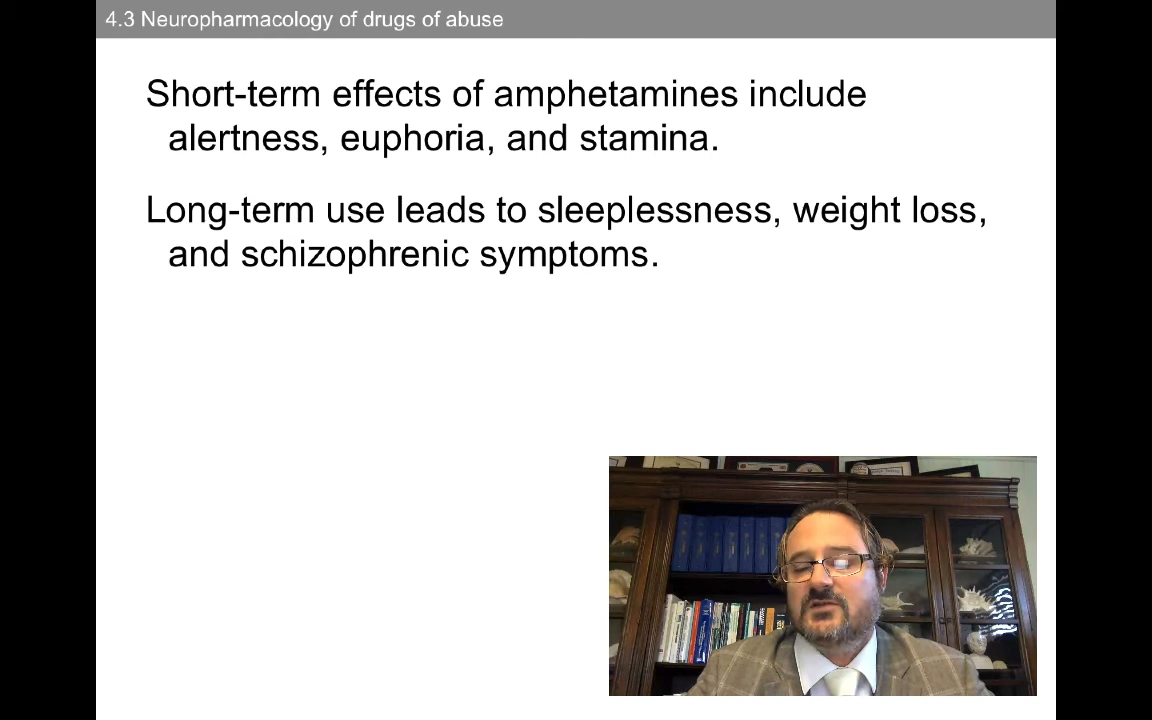 4.3 Neuropharmacology of drugs of abuse
Short-term effects of amphetamines include
alertness, euphoria, and stamina.
Long-term use leads to sleeplessness, weight loss,
and schizophrenic symptoms.